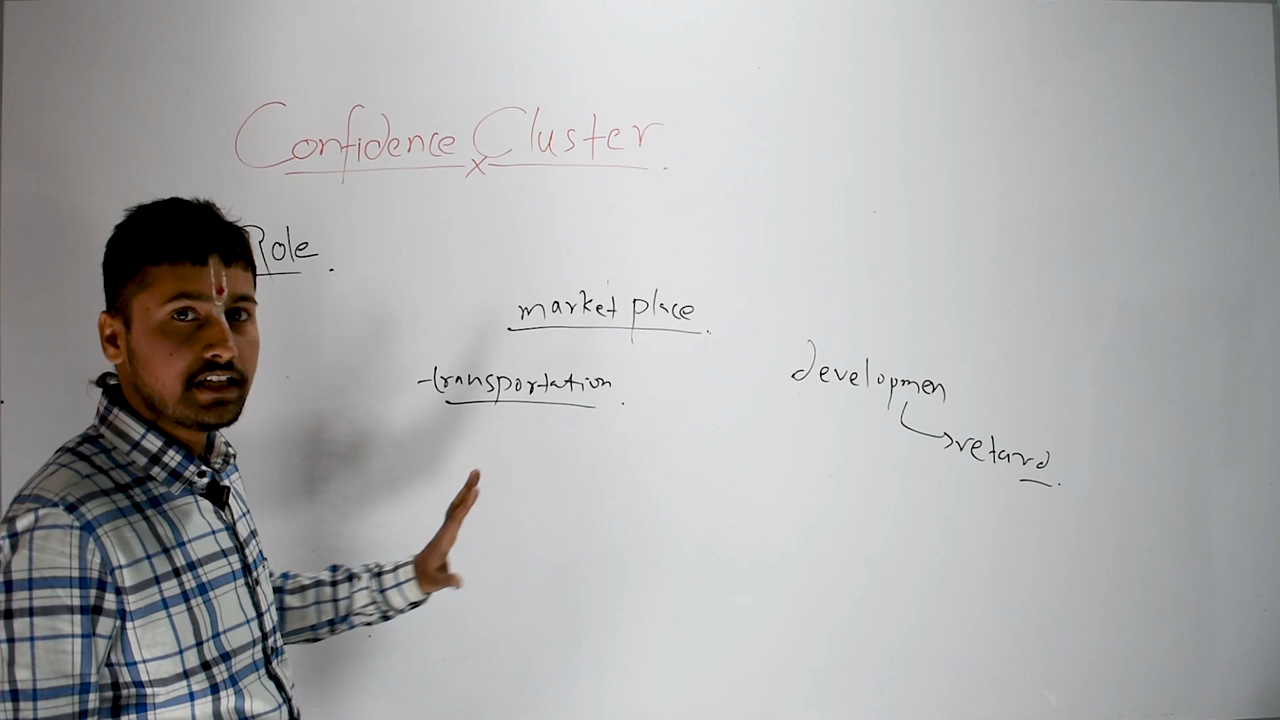 Confidence Cluster.
Role.
market place.
transportation.
developmen
retard.